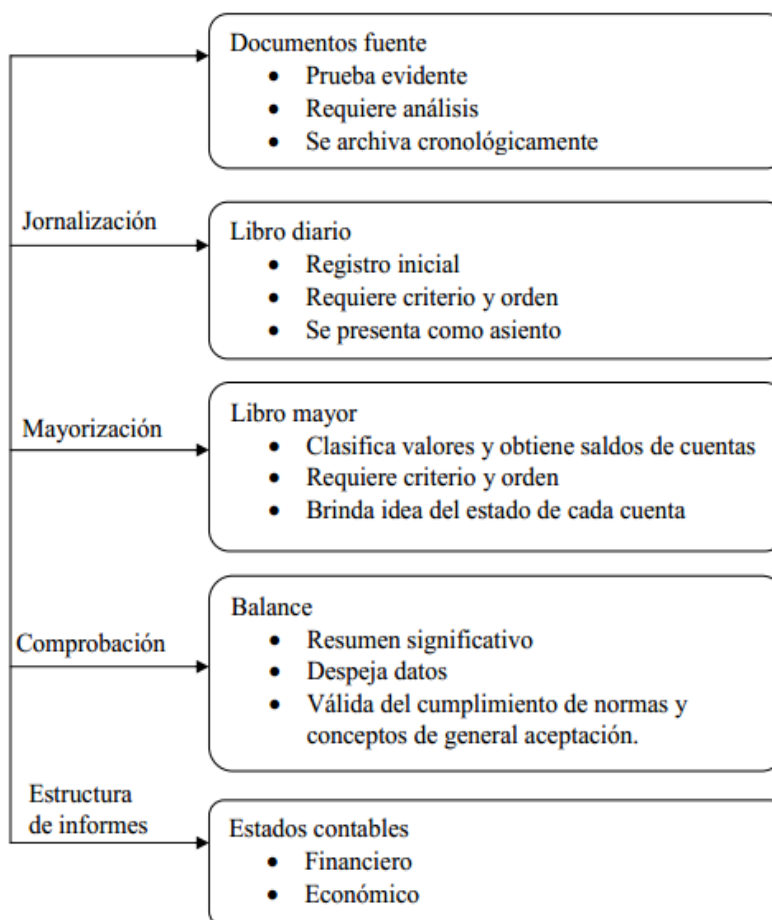 Documentos fuente
• Prueba evidente
• Requiere análisis
• Se archiva cronológicamente
Jornalización
Libro diario
• Registro inicial
• Requiere criterio y orden
• Se presenta como asiento
Mayorización
Libro mayor
• Clasifica valores y obtiene saldos de cuentas
• Requiere criterio y orden
• Brinda idea del estado de cada cuenta
Comprobación
Balance
• Resumen significativo
• Despeja datos
• Válida del cumplimiento de normas y
conceptos de general aceptación.
Estructura
de informes
Estados contables
• Financiero
• Económico